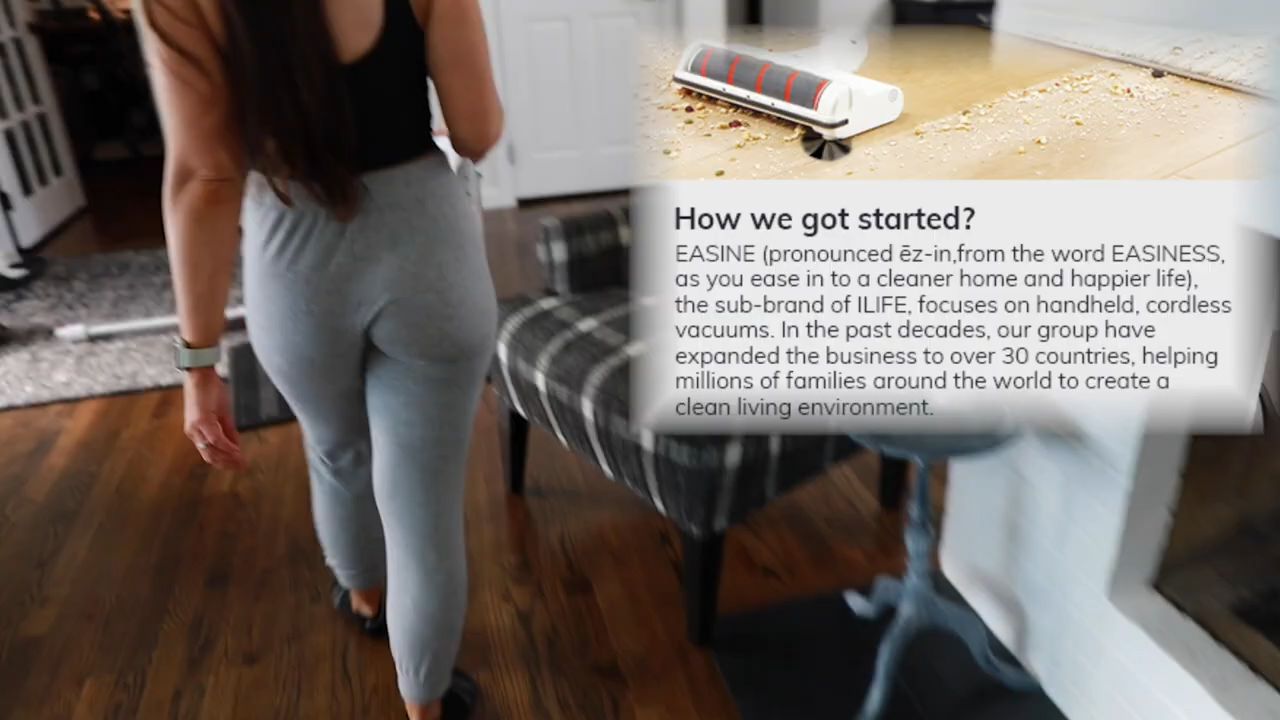 How we got started?
EASINE (pronounced ēz-in,from the word EASINESS,
as you ease in to a cleaner home and happier life),
the sub-brand of ILIFE, focuses on handheld, cordless
vacuums. In the past decades, our group have
expanded the business to over 30 countries, helping
millions of families around the world to create a
clean living environment.